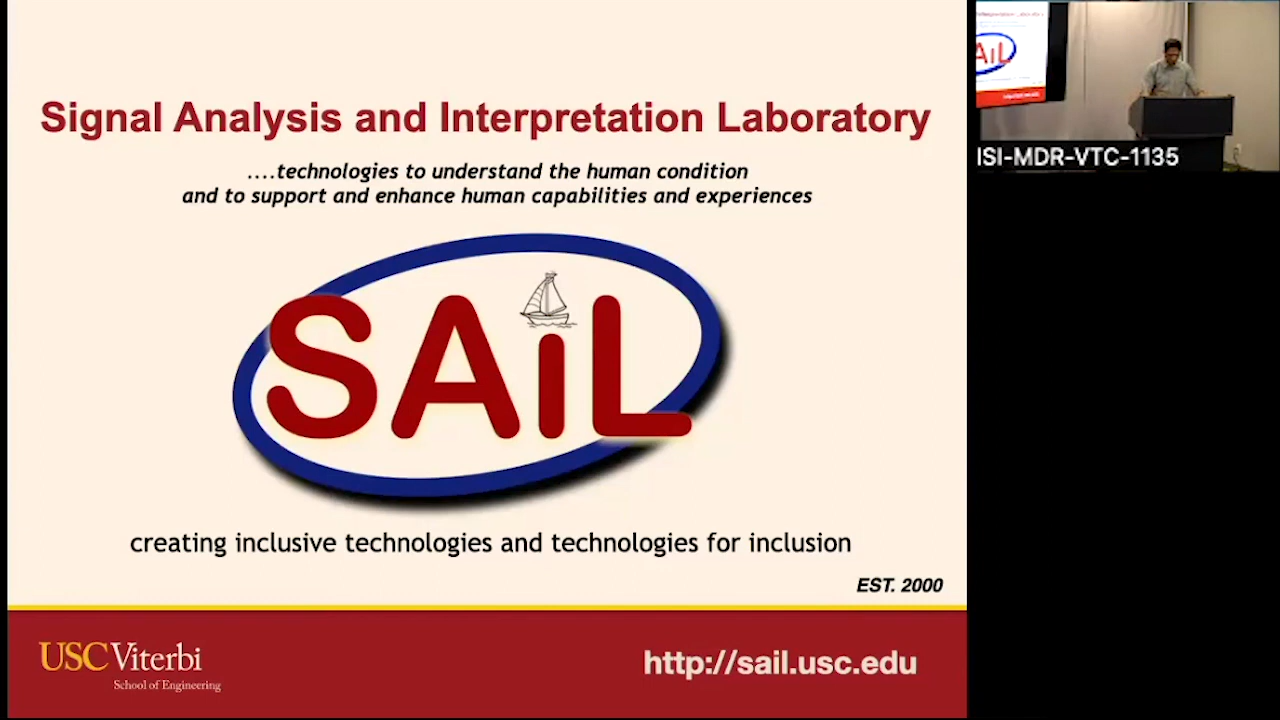 Signal Analysis and Interpretation Laboratory
....technologies to understand the human condition
and to support and enhance human capabilities and experiences
SAiL
creating inclusive technologies and technologies for inclusion
EST. 2000
USC Viterbi
School of Engineering
http://sail.usc.edu
AiL
ISI-MDR-VTC-1135